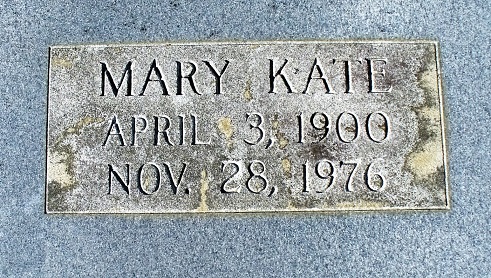 MARY KATE
APRIL 3, 1900
NOV. 28, 1976